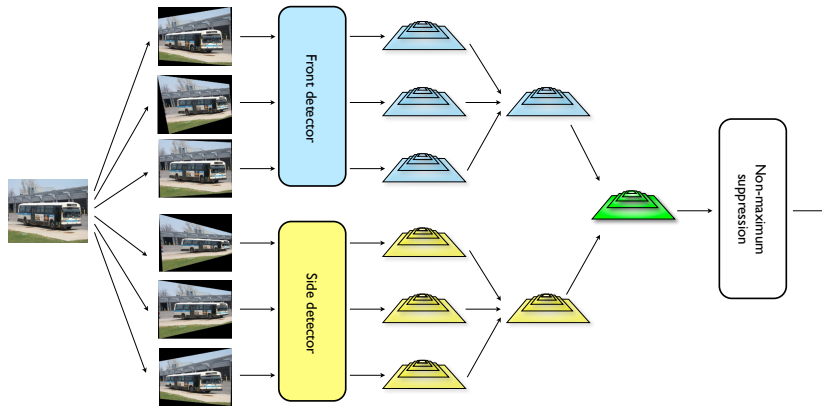 Front detector
Side detector
Non-maximum
suppression